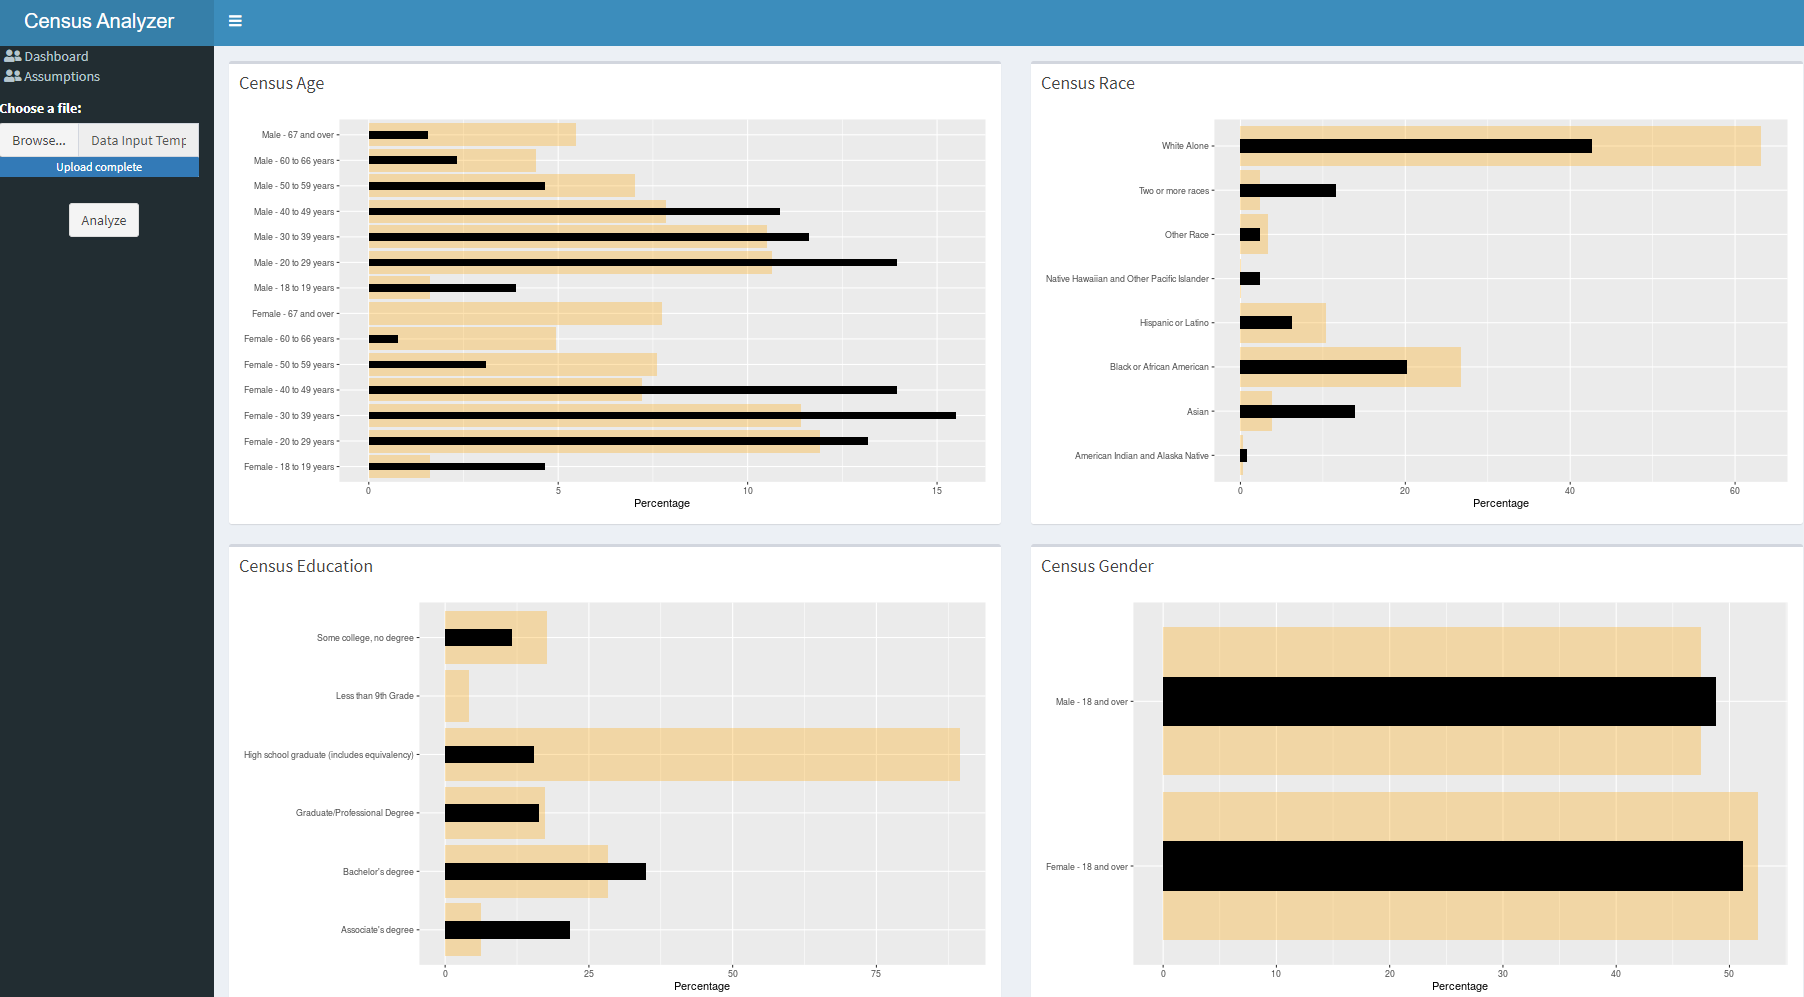 Census Analyzer
Dashboard
Assumptions
Choose a file:
Browse... Data Input Temp
Upload complete
Analyze
Census Age
Male - 67 and over
Male - 60 to 66 years
Male - 50 to 59 years
Male - 40 to 49 years
Male - 30 to 39 years
Male - 20 to 29 years
Male - 18 to 19 years
Female - 67 and over
Female - 60 to 66 years
Female - 50 to 59 years
Female - 40 to 49 years
Female - 30 to 39 years
Female - 20 to 29 years
Female - 18 to 19 years
0 5 10 15
Percentage
Census Race
White Alone
Two or more races
Other Race
Native Hawaiian and Other Pacific Islander
Hispanic or Latino
Black or African American
Asian
American Indian and Alaska Native
0 20 40 60
Percentage
Census Education
Some college, no degree
Less than 9th Grade
High school graduate (includes equivalency)
Graduate/Professional Degree
Bachelor's degree
Associate's degree
0 25 50 75
Percentage
Census Gender
Male - 18 and over
Female - 18 and over
0 10 20 30 40 50
Percentage